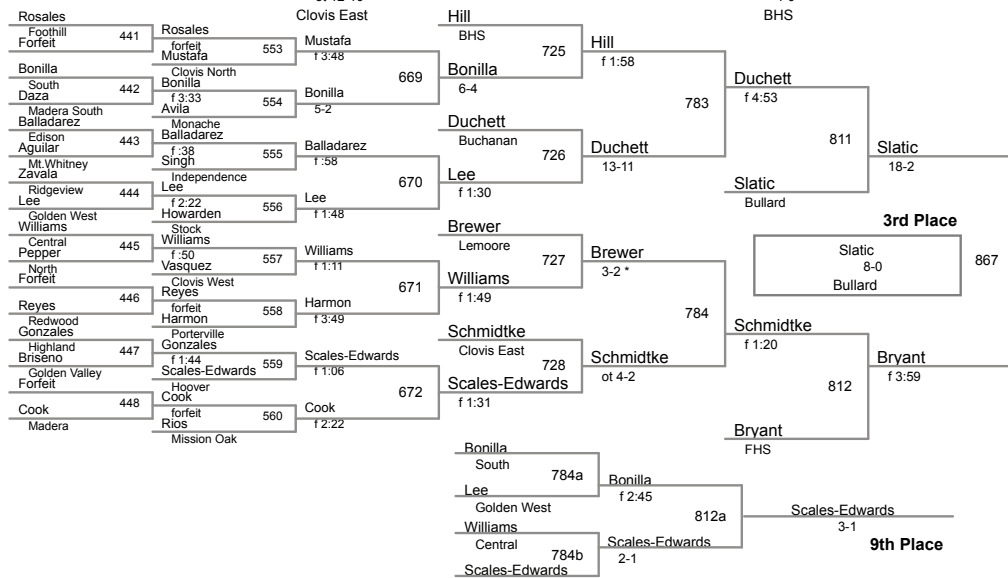 Clovis East
BHS
Rosales
Foothill
441
Forfeit
Bonilla
South
442
Daza
Madera South
Balladarez
Edison
443
Aguilar
Mt.Whitney
Zavala
Ridgeview
444
Lee
Golden West
Williams
Central
445
Pepper
North
Forfeit
446
Reyes
Redwood
Gonzales
Highland
447
Briseno
Golden Valley
Forfeit
448
Cook
Madera
Rosales
forfeit
553
Mustafa
Clovis North
Bonilla
f 3:33
554
Avila
Monache
Balladarez
f :38
555
Singh
Independence
Lee
f 2:22
556
Howarden
Stock
Williams
f :50
557
Vasquez
Clovis West
Reyes
forfeit
558
Harmon
Porterville
Gonzales
f 1:44
559
Scales-Edwards
Hoover
Cook
forfeit
560
Rios
Mission Oak
Mustafa
f 3:48
669
Bonilla
5-2
Balladarez
f :58
670
Lee
f 1:48
Williams
f 1:11
671
Harmon
f 3:49
Scales-Edwards
f 1:06
672
Cook
f 2:22
Hill
BHS
725
Bonilla
6-4
Duchett
Buchanan
726
Lee
f 1:30
Brewer
Lemoore
727
Williams
f 1:49
Schmidtke
Clovis East
728
Scales-Edwards
f 1:31
Hill
f 1:58
783
Duchett
13-11
Brewer
3-2 *
784
Schmidtke
ot 4-2
Duchett
f 4:53
811
Slatic
Bullard
Schmidtke
f 1:20
812
Bryant
FHS
Slatic
18-2
3rd Place
Slatic
8-0
867
Bullard
Bryant
f 3:59
Bonilla
South
784a
Lee
Golden West
Williams
Central
784b
Scales-Edwards
Bonilla
f 2:45
812a
Scales-Edwards
2-1
Scales-Edwards
3-1
9th Place